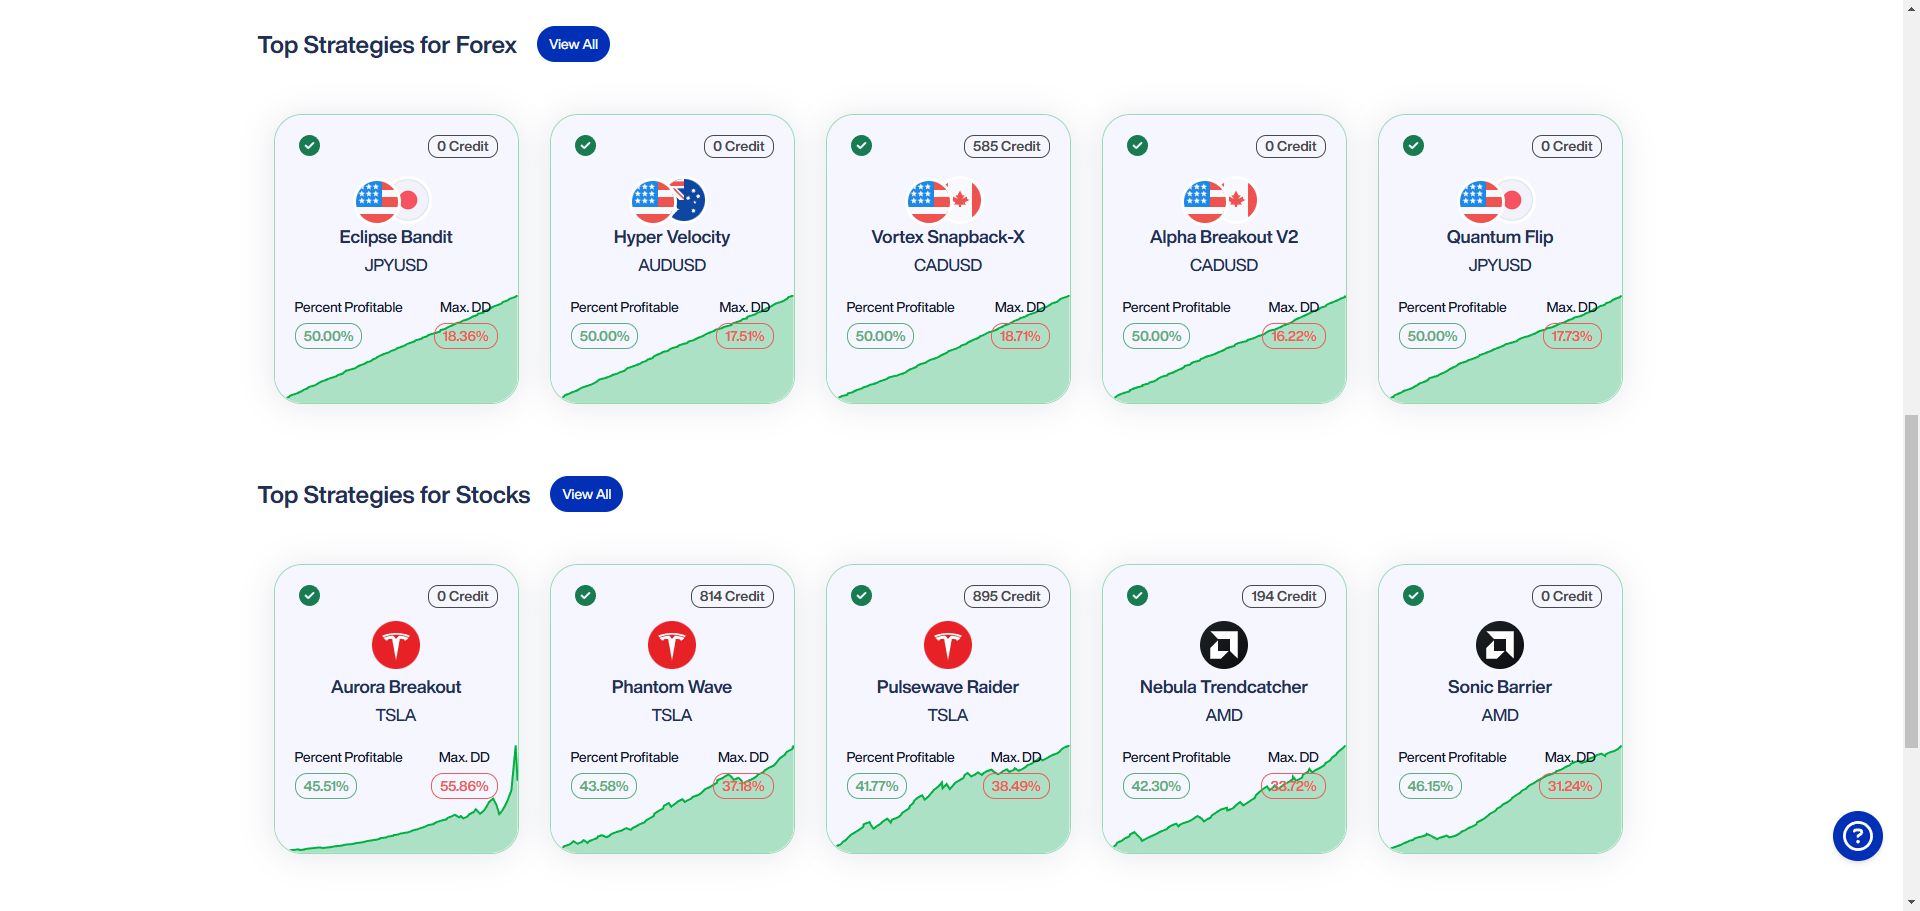 Top Strategies for Forex
View All
0 Credit
Eclipse Bandit
JPYUSD
Percent Profitable Max. DD
50.00% 18.36%
0 Credit
Hyper Velocity
AUDUSD
Percent Profitable Max. DD
50.00% 17.51%
585 Credit
Vortex Snapback-X
CADUSD
Percent Profitable Max. DD
50.00% 18.71%
0 Credit
Alpha Breakout V2
CADUSD
Percent Profitable Max. DD
50.00% 16.22%
0 Credit
Quantum Flip
JPYUSD
Percent Profitable Max. DD
50.00% 17.73%
Top Strategies for Stocks
View All
0 Credit
Aurora Breakout
TSLA
Percent Profitable Max. DD
45.51% 55.86%
814 Credit
Phantom Wave
TSLA
Percent Profitable Max. DD
43.58% 37.18%
895 Credit
Pulsewave Raider
TSLA
Percent Profitable Max. DD
41.77% 38.49%
194 Credit
Nebula Trendcatcher
AMD
Percent Profitable Max. DD
42.30% 33.72%
0 Credit
Sonic Barrier
AMD
Percent Profitable Max. DD
46.15% 31.24%